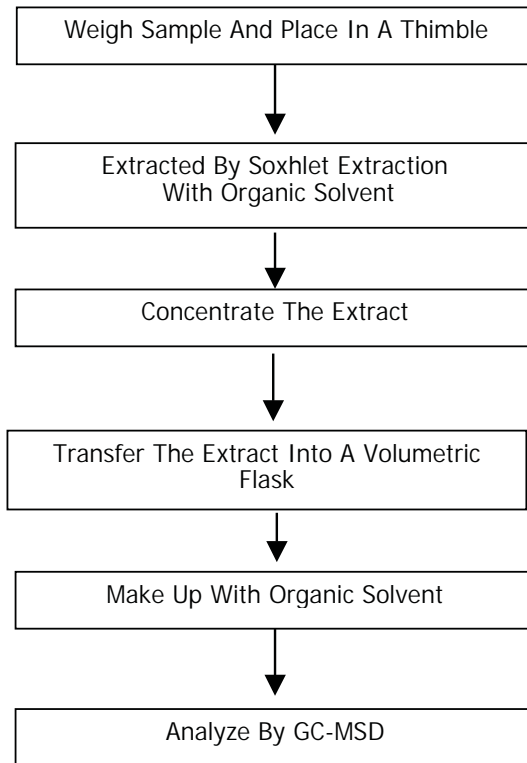 Weigh Sample And Place In A Thimble
Extracted By Soxhlet Extraction
With Organic Solvent
Concentrate The Extract
Transfer The Extract Into A Volumetric
Flask
Make Up With Organic Solvent
Analyze By GC-MSD